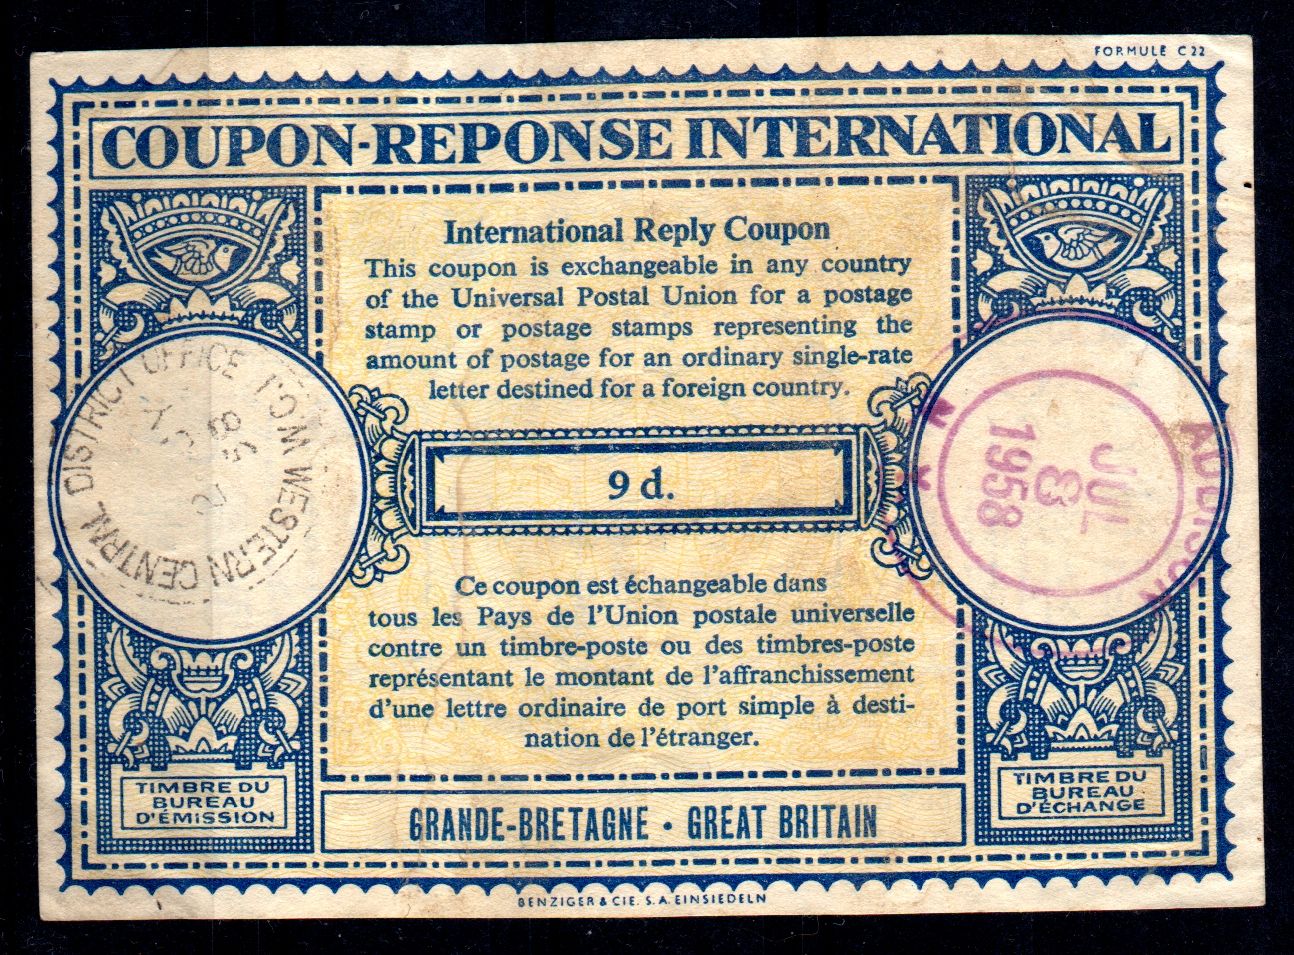 FORMULE C22
COUPON-REPONSE INTERNATIONAL
International Reply Coupon
This coupon is exchangeable in any country
of the Universal Postal Union for a postage
stamp or postage stamps representing the
amount of postage for an ordinary single-rate
letter destined for a foreign country.
9 d.
Ce coupon est échangeable dans
tous les Pays de l'Union postale universelle
contre un timbre-poste ou des timbres-poste
représentant le montant de l'affranchissement
d'une lettre ordinaire de port simple à desti-
nation de l'étranger.
WESTERN CENTRAL DISTRICT OFFICE
ADDISON
JUL
8
1958
N. Y.
TIMBRE DU
BUREAU
D'ÉMISSION
TIMBRE DU
BUREAU
D'ÉCHANGE
GRANDE-BRETAGNE • GREAT BRITAIN
BENZIGER & CIE. S.A. EINSIEDELN